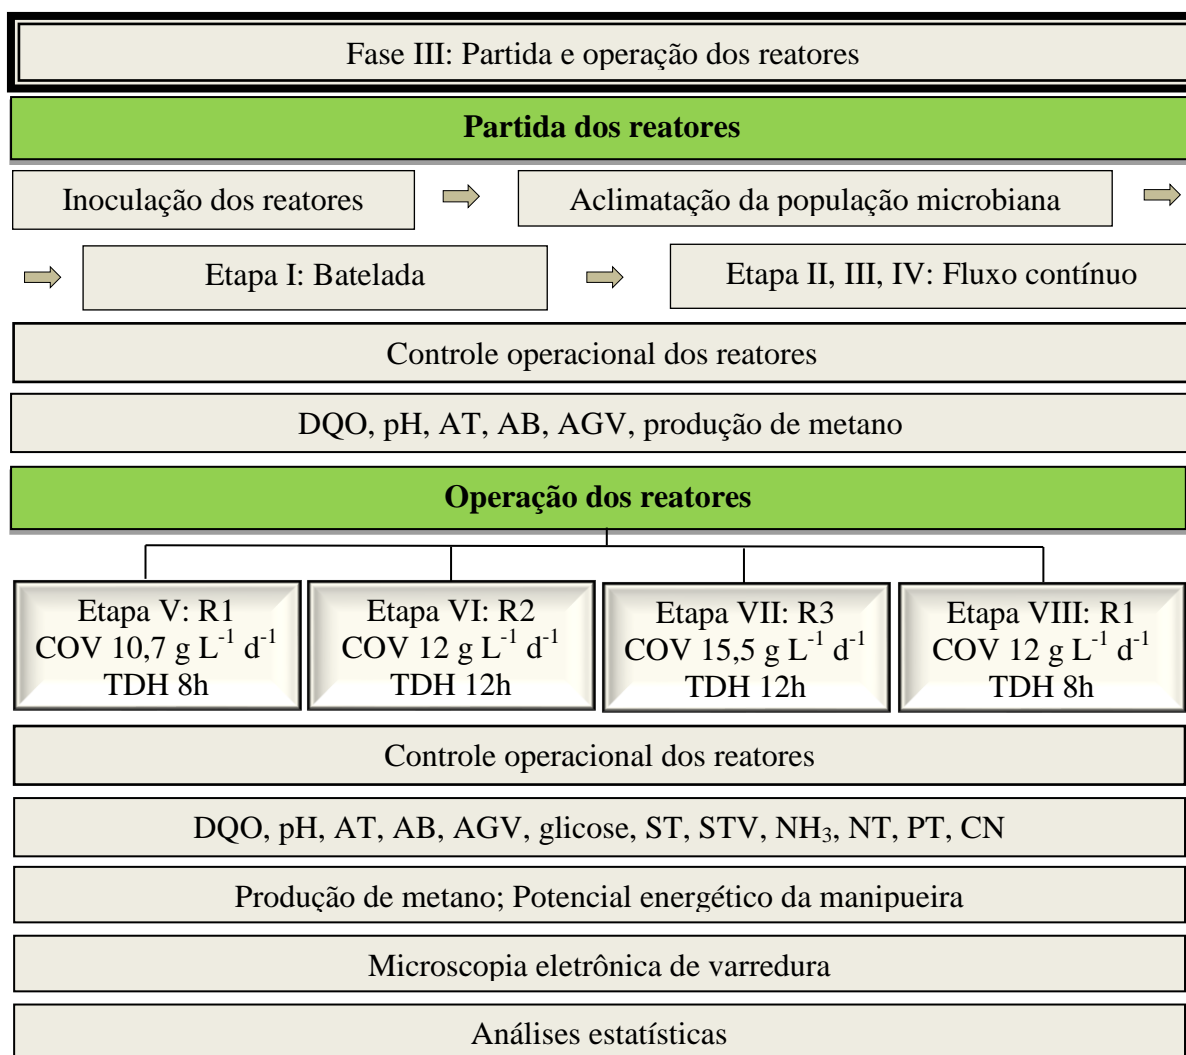 Fase III: Partida e operação dos reatores
Partida dos reatores
Inoculação dos reatores
Aclimatação da população microbiana
Etapa I: Batelada
Etapa II, III, IV: Fluxo contínuo
Controle operacional dos reatores
DQO, pH, AT, AB, AGV, produção de metano
Operação dos reatores
Etapa V: R1
COV 10,7 g L⁻¹ d⁻¹
TDH 8h
Etapa VI: R2
COV 12 g L⁻¹ d⁻¹
TDH 12h
Etapa VII: R3
COV 15,5 g L⁻¹ d⁻¹
TDH 12h
Etapa VIII: R1
COV 12 g L⁻¹ d⁻¹
TDH 8h
Controle operacional dos reatores
DQO, pH, AT, AB, AGV, glicose, ST, STV, NH₃, NT, PT, CN
Produção de metano; Potencial energético da manipueira
Microscopia eletrônica de varredura
Análises estatísticas